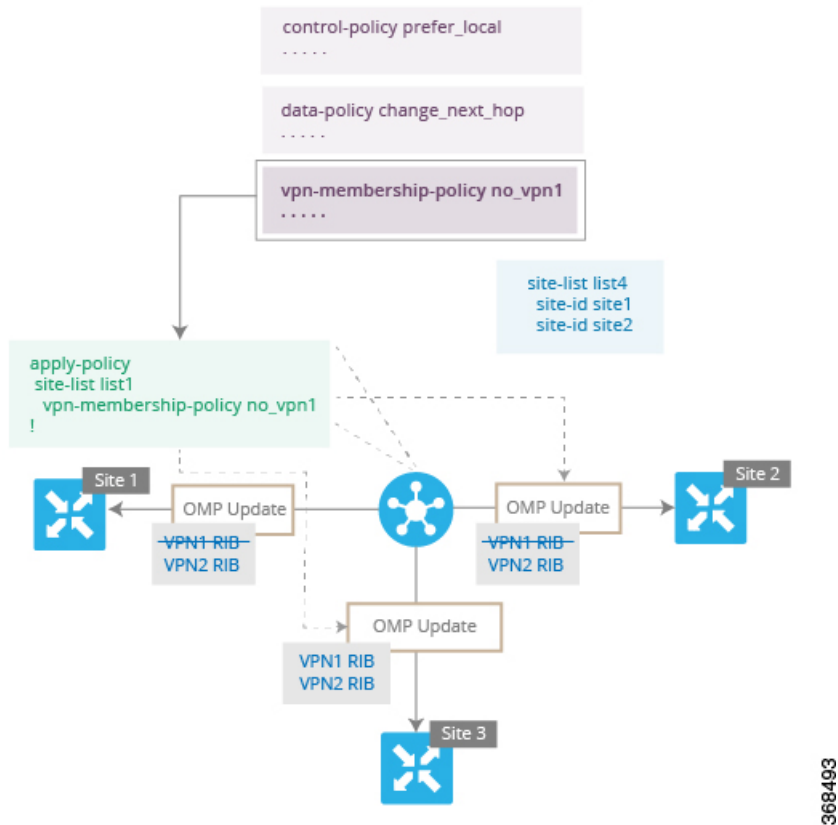 control-policy prefer_local
. . . . .
data-policy change_next_hop
. . . . .
vpn-membership-policy no_vpn1
. . . . .
site-list list4
site-id site1
site-id site2
apply-policy
site-list list1
vpn-membership-policy no_vpn1
!
Site 1
OMP Update
VPN1 RIB
VPN2 RIB
Site 2
OMP Update
VPN1 RIB
VPN2 RIB
OMP Update
VPN1 RIB
VPN2 RIB
Site 3
368493